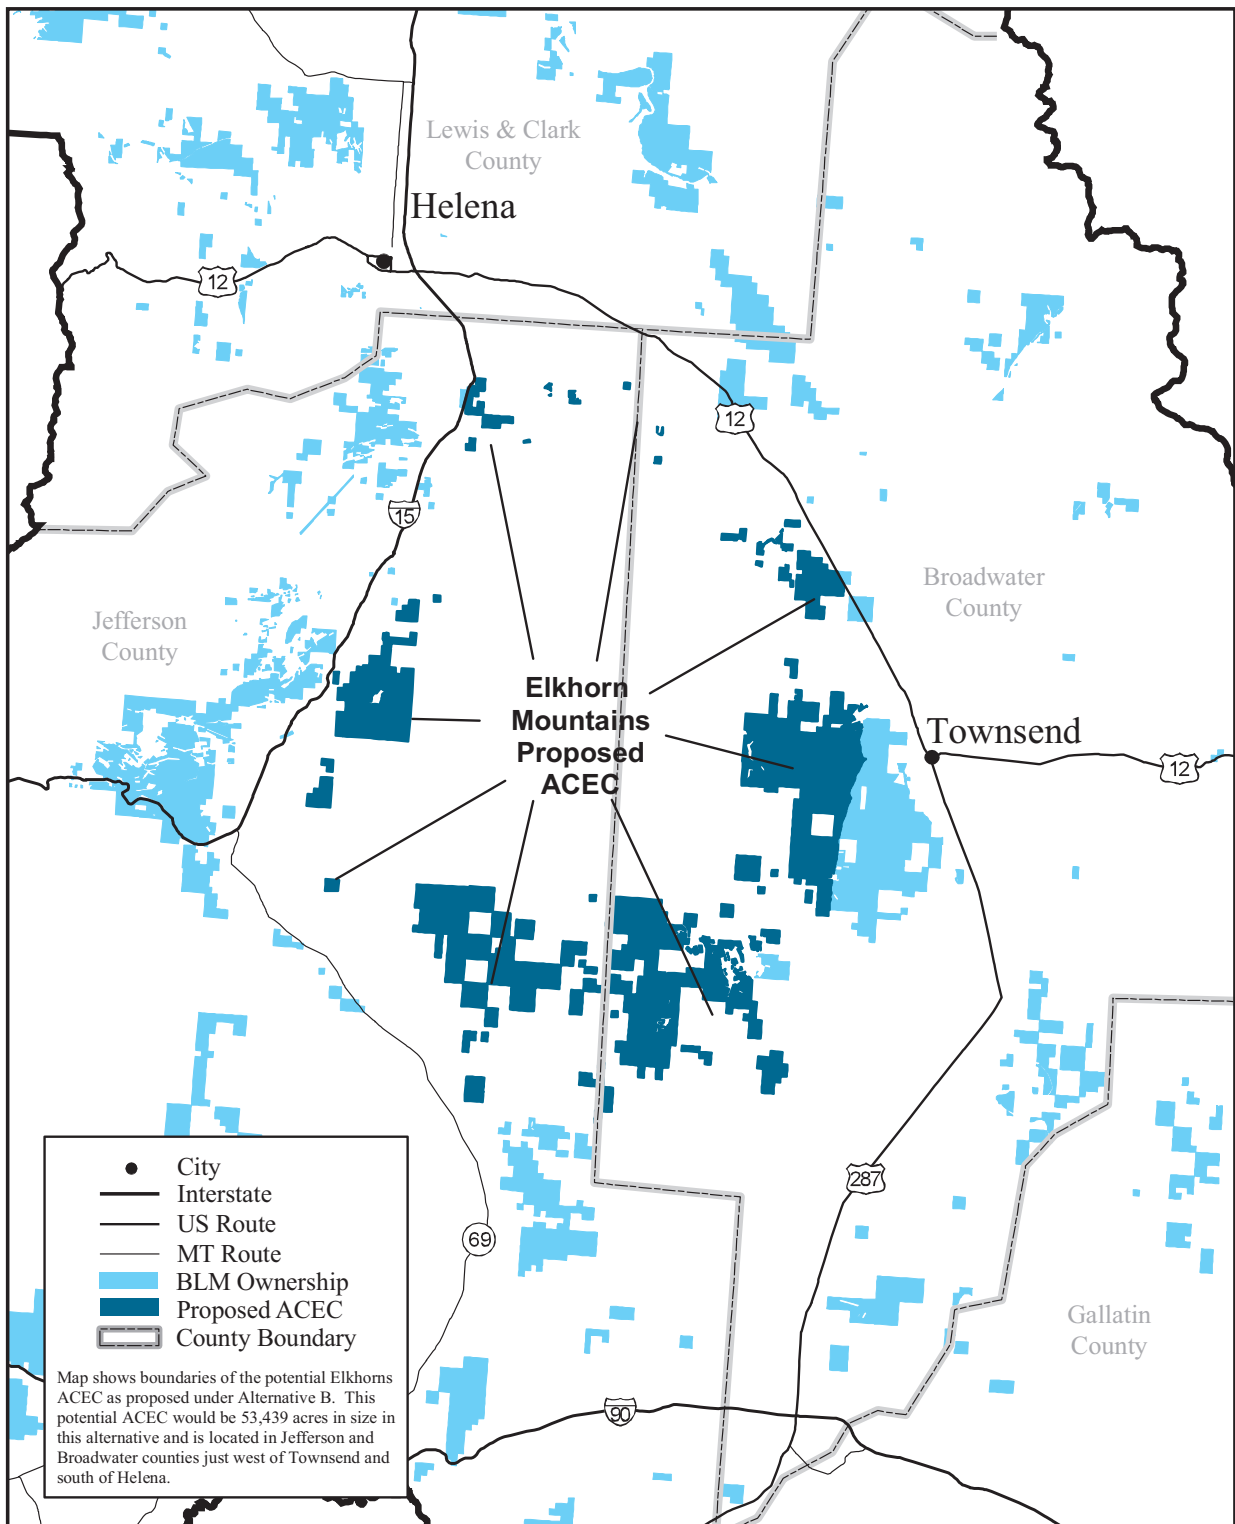 Lewis & Clark
County
Helena
12
12
15
Broadwater
County
Jefferson
County
Elkhorn
Mountains
Proposed
ACEC
Townsend
12
287
69
Gallatin
County
90
City
Interstate
US Route
MT Route
BLM Ownership
Proposed ACEC
County Boundary
Map shows boundaries of the potential Elkhorns
ACEC as proposed under Alternative B.  This
potential ACEC would be 53,439 acres in size in
this alternative and is located in Jefferson and
Broadwater counties just west of Townsend and
south of Helena.